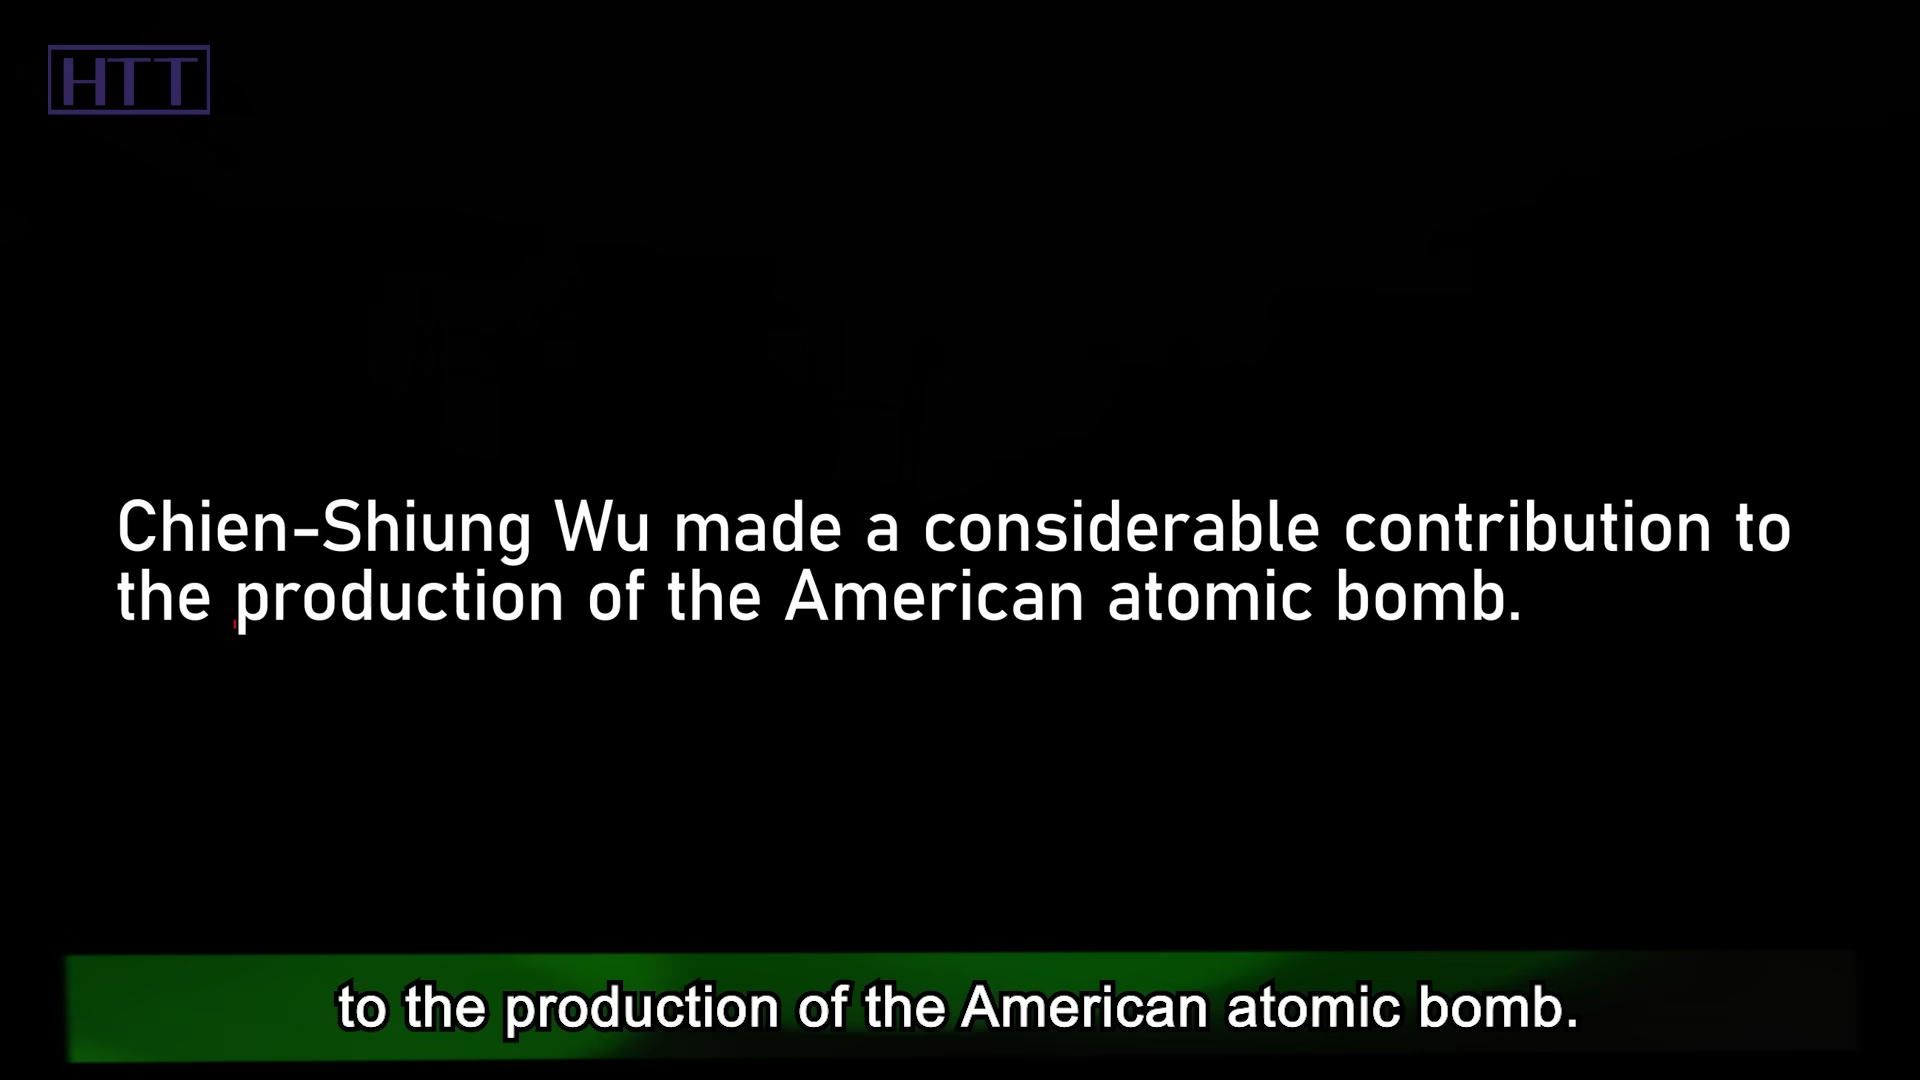 HTT
Chien-Shiung Wu made a considerable contribution to
the production of the American atomic bomb.
to the production of the American atomic bomb.